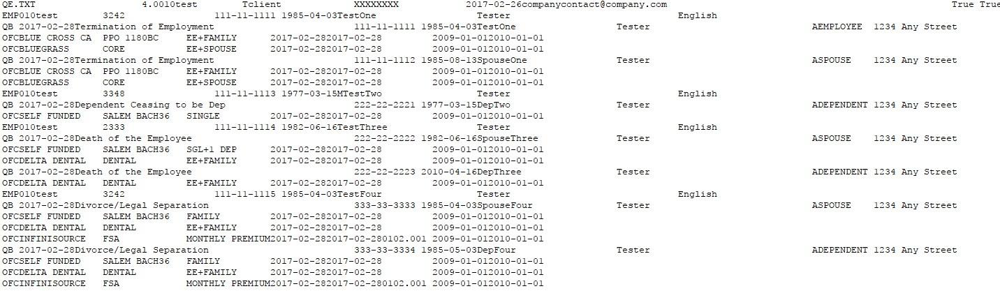 QE.TXT 4.0010test Tclient XXXXXXXX 2017-02-26companycontact@company.com True True
EMP010test 3242 111-11-1111 1985-04-03TestOne Tester English
QB 2017-02-28Termination of Employment 111-11-1111 1985-04-03TestOne Tester AEMPLOYEE 1234 Any Street
OFCBLUE CROSS CA PPO 1180BC EE+FAMILY 2017-02-282017-02-28 2009-01-012010-01-01
OFCBLUEGRASS CORE EE+SPOUSE 2017-02-282017-02-28 2009-01-012010-01-01
QB 2017-02-28Termination of Employment 111-11-1112 1985-08-13SpouseOne Tester ASPOUSE 1234 Any Street
OFCBLUE CROSS CA PPO 1180BC EE+FAMILY 2017-02-282017-02-28 2009-01-012010-01-01
OFCBLUEGRASS CORE EE+SPOUSE 2017-02-282017-02-28 2009-01-012010-01-01
EMP010test 3348 111-11-1113 1977-03-15MTestTwo Tester English
QB 2017-02-28Dependent Ceasing to be Dep 222-22-2221 1977-03-15DepTwo Tester ADEPENDENT 1234 Any Street
OFCSELF FUNDED SALEM BACH36 SINGLE 2017-02-282017-02-28 2009-01-012010-01-01
EMP010test 2333 111-11-1114 1982-06-16TestThree Tester English
QB 2017-02-28Death of the Employee 222-22-2222 1982-06-16SpouseThree Tester ASPOUSE 1234 Any Street
OFCSELF FUNDED SALEM BACH36 SGL+1 DEP 2017-02-282017-02-28 2009-01-012010-01-01
OFCDELTA DENTAL DENTAL EE+FAMILY 2017-02-282017-02-28 2009-01-012010-01-01
QB 2017-02-28Death of the Employee 222-22-2223 2010-04-16DepThree Tester ADEPENDENT 1234 Any Street
OFCDELTA DENTAL DENTAL EE+FAMILY 2017-02-282017-02-28 2009-01-012010-01-01
EMP010test 3242 111-11-1115 1985-04-03TestFour Tester English
QB 2017-02-28Divorce/Legal Separation 333-33-3333 1985-04-03SpouseFour Tester ASPOUSE 1234 Any Street
OFCSELF FUNDED SALEM BACH36 FAMILY 2017-02-282017-02-28 2009-01-012010-01-01
OFCDELTA DENTAL DENTAL EE+FAMILY 2017-02-282017-02-28 2009-01-012010-01-01
OFCINFINISOURCE FSA MONTHLY PREMIUM2017-02-282017-02-280102.001 2009-01-012010-01-01
QB 2017-02-28Divorce/Legal Separation 333-33-3334 1985-05-03DepFour Tester ADEPENDENT 1234 Any Street
OFCSELF FUNDED SALEM BACH36 FAMILY 2017-02-282017-02-28 2009-01-012010-01-01
OFCDELTA DENTAL DENTAL EE+FAMILY 2017-02-282017-02-28 2009-01-012010-01-01
OFCINFINISOURCE FSA MONTHLY PREMIUM2017-02-282017-02-280102.001 2009-01-012010-01-01